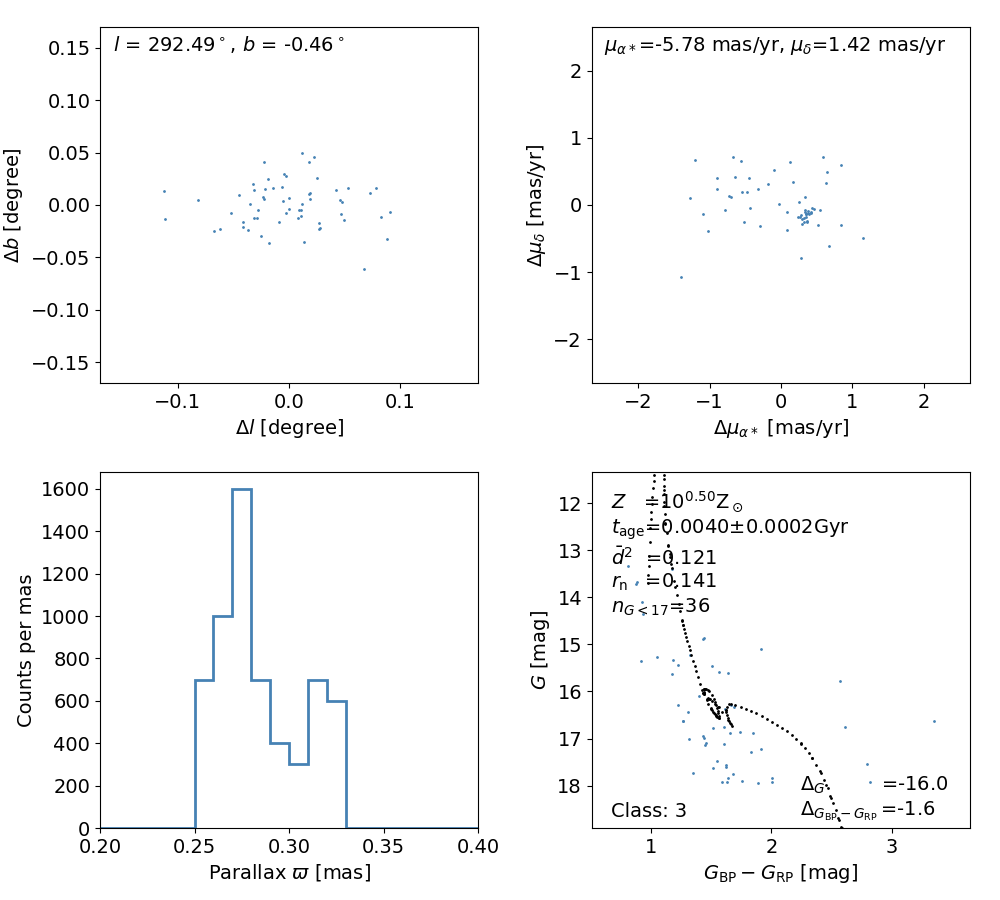 l = 292.49°, b = -0.46°
0.15
0.10
0.05
0.00
−0.05
−0.10
−0.15
−0.1
0.0
0.1
Δl [degree]
Δb [degree]
μα∗=-5.78 mas/yr, μδ=1.42 mas/yr
2
1
0
−1
−2
−2
−1
0
1
2
Δμα∗ [mas/yr]
Δμδ [mas/yr]
1600
1400
1200
1000
800
600
400
200
0
0.20
0.25
0.30
0.35
0.40
Parallax ϖ [mas]
Counts per mas
Z =10^0.50 Z⊙
t_age=0.0040±0.0002Gyr
d̄² =0.121
r_n =0.141
n_G<17=36
12
13
14
15
16
17
18
Δ_G =-16.0
Δ_GBP−GRP =-1.6
Class: 3
1
2
3
G_BP − G_RP [mag]
G [mag]